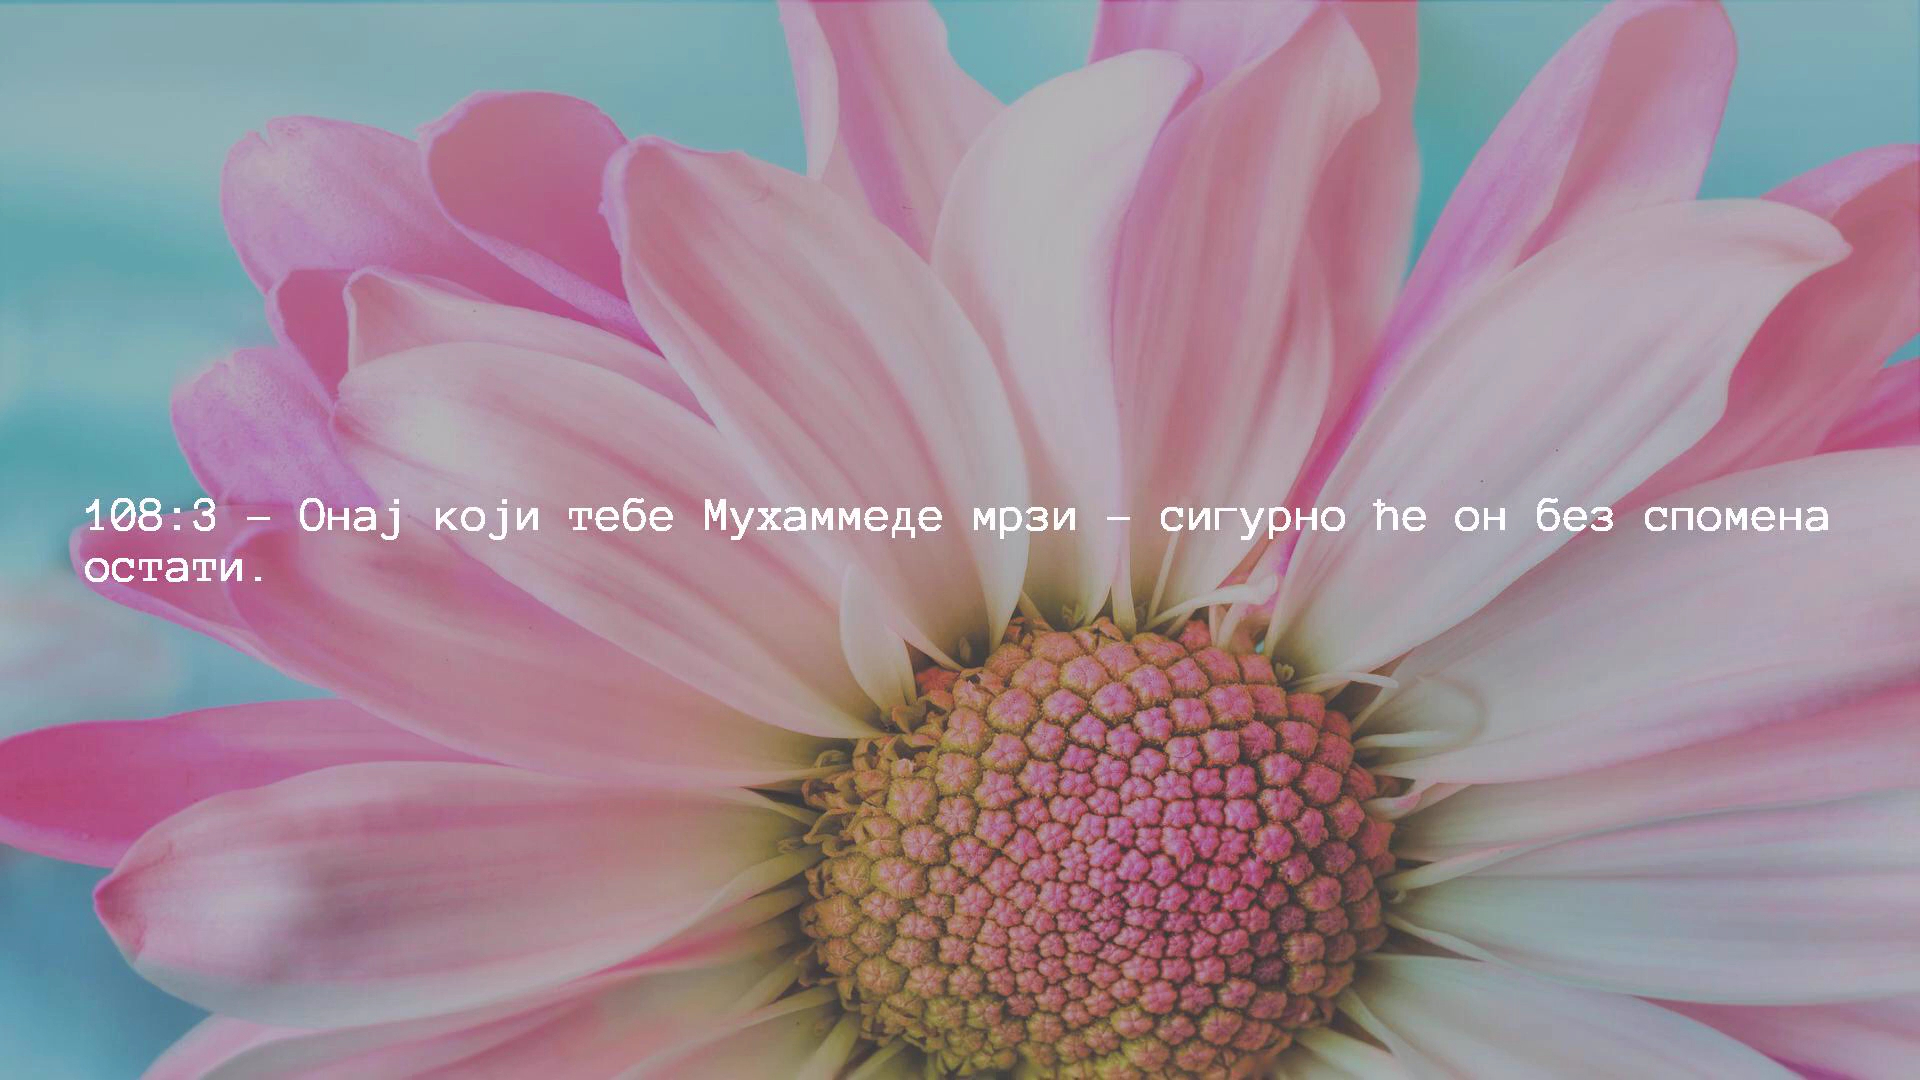 108:3 – Онај који тебе Мухаммеде мрзи – сигурно ће он без спомена
остати.